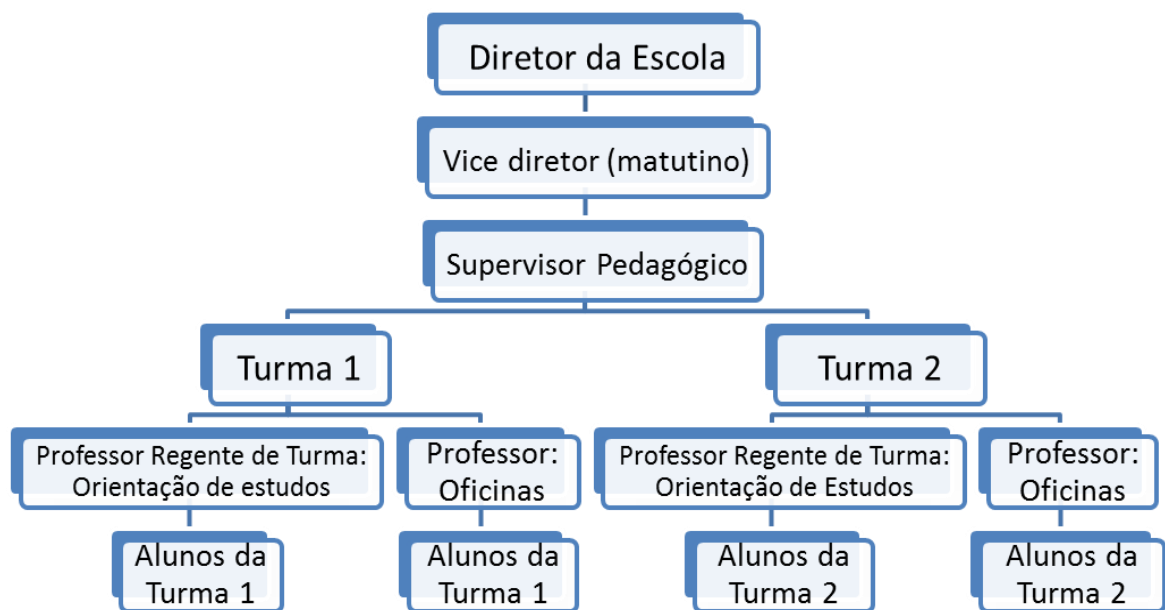 Diretor da Escola
Vice diretor (matutino)
Supervisor Pedagógico
Turma 1
Turma 2
Professor Regente de Turma:
Orientação de estudos
Professor:
Oficinas
Professor Regente de Turma:
Orientação de Estudos
Professor:
Oficinas
Alunos da
Turma 1
Alunos da
Turma 1
Alunos da
Turma 2
Alunos da
Turma 2